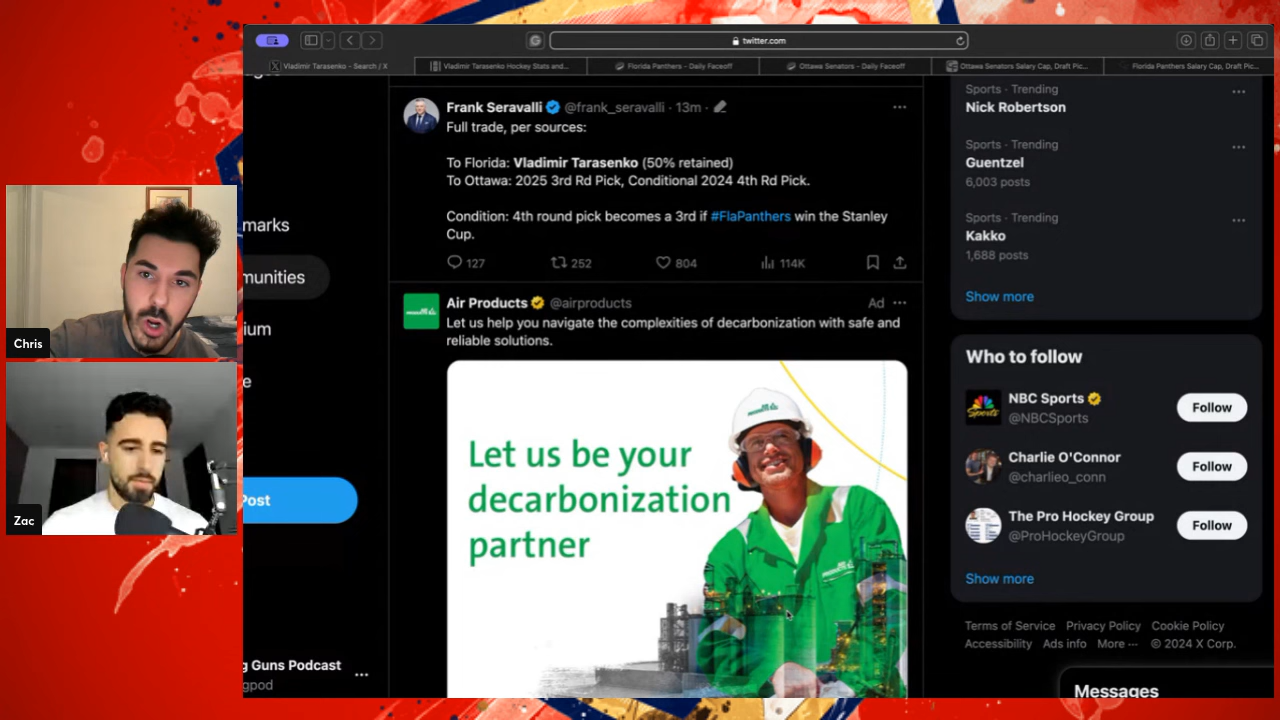 twitter.com
Vladimir Tarasenko - Search / X
Vladimir Tarasenko Hockey Stats and...
Florida Panthers - Daily Faceoff
Ottawa Senators - Daily Faceoff
Ottawa Senators Salary Cap, Draft Pic...
Florida Panthers Salary Cap, Draft Pic...
marks
munities
ium
e
Post
g Guns Podcast
gpod
Chris
Zac
Frank Seravalli @frank_seravalli · 13m ·
Full trade, per sources:
To Florida: Vladimir Tarasenko (50% retained)
To Ottawa: 2025 3rd Rd Pick, Conditional 2024 4th Rd Pick.
Condition: 4th round pick becomes a 3rd if #FlaPanthers win the Stanley
Cup.
127 252 804 114K
Air Products @airproducts Ad
Let us help you navigate the complexities of decarbonization with safe and
reliable solutions.
Let us be your
decarbonization
partner
Sports · Trending
Nick Robertson
Sports · Trending
Guentzel
6,003 posts
Sports · Trending
Kakko
1,688 posts
Show more
Who to follow
NBC Sports
@NBCSports
Follow
Charlie O'Connor
@charlieo_conn
Follow
The Pro Hockey Group
@ProHockeyGroup
Follow
Show more
Terms of Service Privacy Policy Cookie Policy
Accessibility Ads info More ··· © 2024 X Corp.
Messages